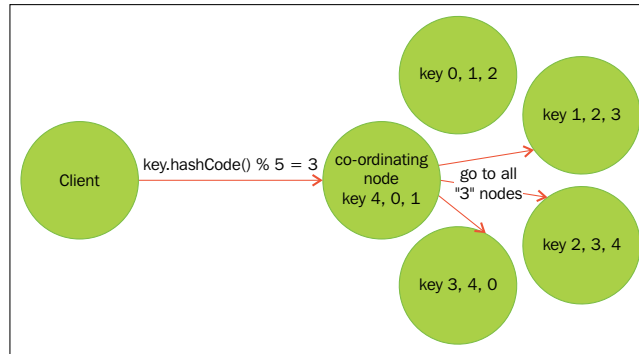 key 0, 1, 2
key 1, 2, 3
key.hashCode() % 5 = 3
Client
co-ordinating
node
key 4, 0, 1
go to all
"3" nodes
key 2, 3, 4
key 3, 4, 0